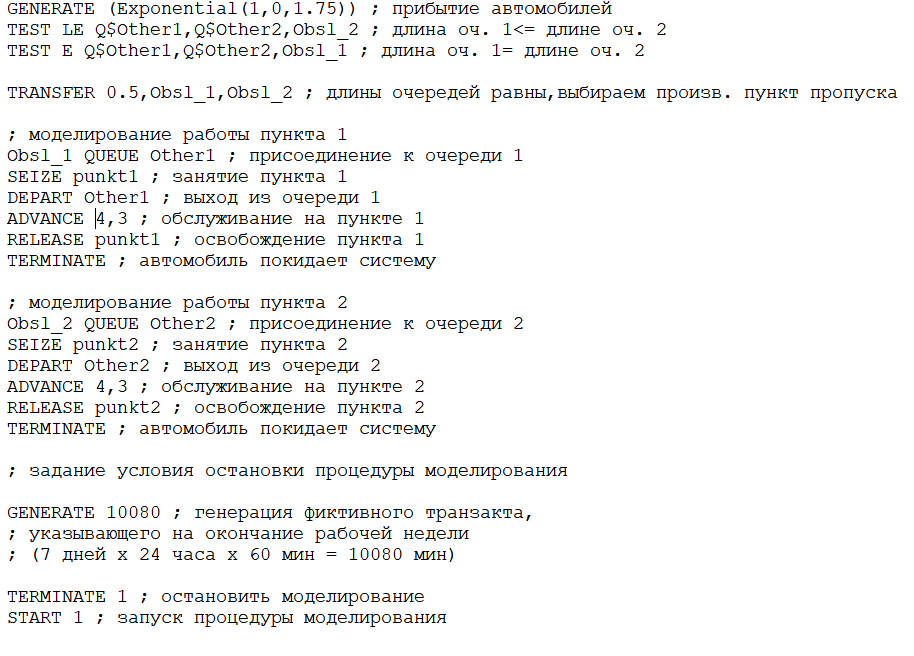 GENERATE (Exponential(1,0,1.75)) ; прибытие автомобилей
TEST LE Q$Other1,Q$Other2,Obsl_2 ; длина оч. 1<= длине оч. 2
TEST E Q$Other1,Q$Other2,Obsl_1 ; длина оч. 1= длине оч. 2
TRANSFER 0.5,Obsl_1,Obsl_2 ; длины очередей равны,выбираем произв. пункт пропуска
; моделирование работы пункта 1
Obsl_1 QUEUE Other1 ; присоединение к очереди 1
SEIZE punkt1 ; занятие пункта 1
DEPART Other1 ; выход из очереди 1
ADVANCE 4,3 ; обслуживание на пункте 1
RELEASE punkt1 ; освобождение пункта 1
TERMINATE ; автомобиль покидает систему
; моделирование работы пункта 2
Obsl_2 QUEUE Other2 ; присоединение к очереди 2
SEIZE punkt2 ; занятие пункта 2
DEPART Other2 ; выход из очереди 2
ADVANCE 4,3 ; обслуживание на пункте 2
RELEASE punkt2 ; освобождение пункта 2
TERMINATE ; автомобиль покидает систему
; задание условия остановки процедуры моделирования
GENERATE 10080 ; генерация фиктивного транзакта,
; указывающего на окончание рабочей недели
; (7 дней x 24 часа x 60 мин = 10080 мин)
TERMINATE 1 ; остановить моделирование
START 1 ; запуск процедуры моделирования